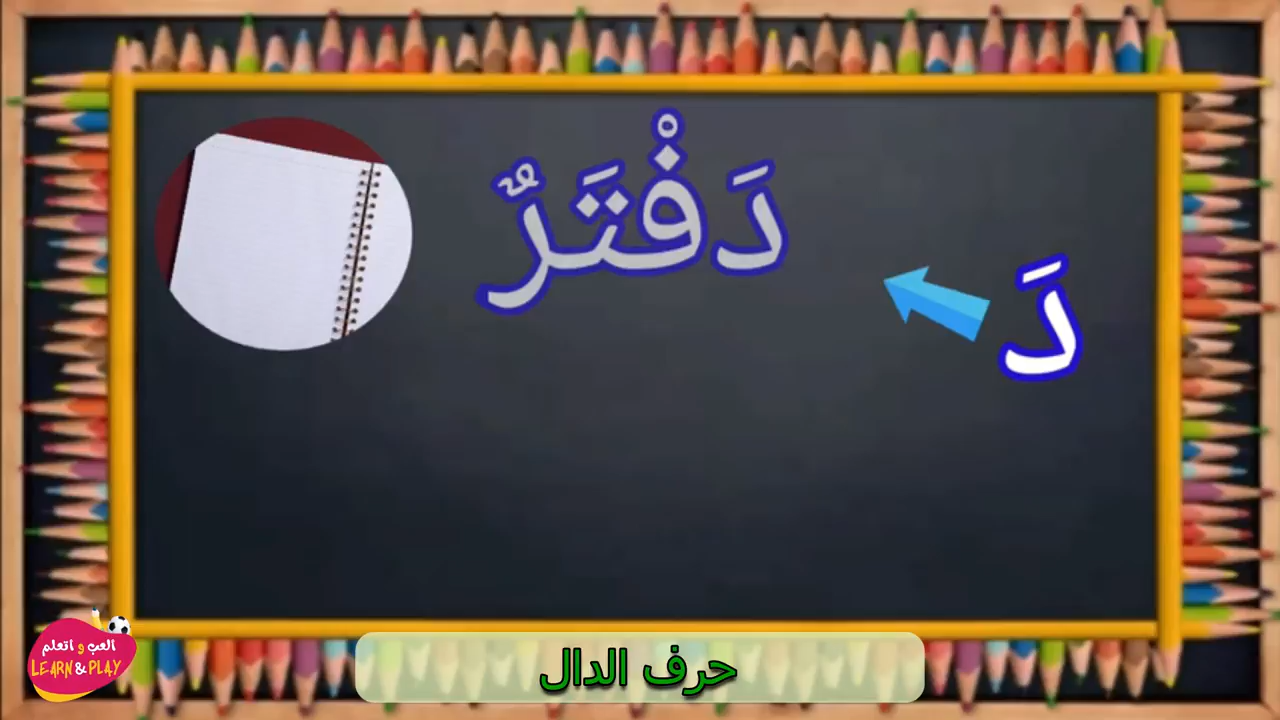 دَفْتَرٌ
دَ
حرف الدال
العب و اتعلم
LEARN & PLAY